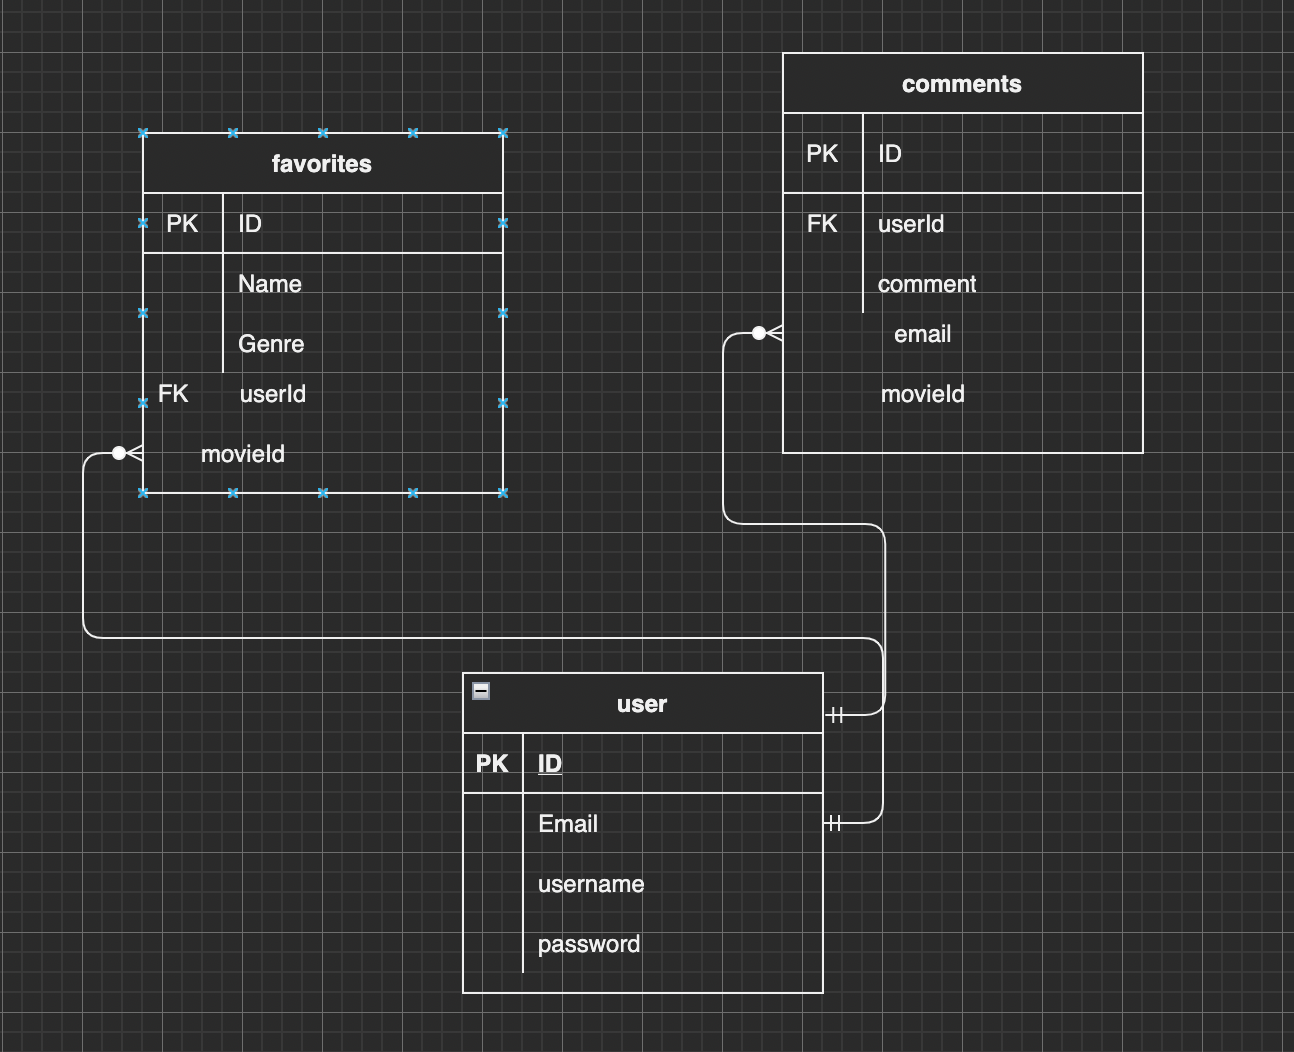 favorites
PK ID
Name
Genre
FK userId
movieId
comments
PK ID
FK userId
comment
email
movieId
user
PK ID
Email
username
password